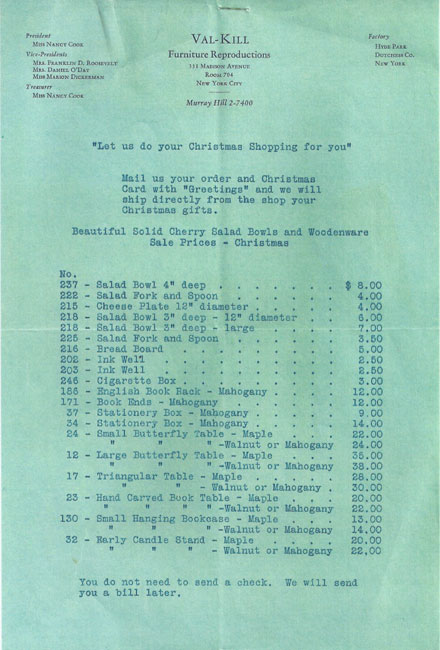 President
Miss Nancy Cook
Vice-Presidents
Mrs. Franklin D. Roosevelt
Mrs. Daniel O'Day
Miss Marion Dickerman
Treasurer
Miss Nancy Cook
Val-Kill
Furniture Reproductions
331 Madison Avenue
Room 704
New York City
Murray Hill 2-7400
Factory
Hyde Park
Dutchess Co.
New York
"Let us do your Christmas Shopping for you"
Mail us your order and Christmas
Card with "Greetings" and we will
ship directly from the shop your
Christmas gifts.
Beautiful Solid Cherry Salad Bowls and Woodenware
Sale Prices - Christmas
No.
237 - Salad Bowl 4" deep . . . . . . . $ 8.00
222 - Salad Fork and Spoon . . . . . . 4.00
215 - Cheese Plate 12" diameter . . . . . 4.00
218 - Salad Bowl 3" deep - 12" diameter . . 6.00
218 - Salad Bowl 3" deep - large . . . . 7.00
225 - Salad Fork and Spoon . . . . . . 3.50
216 - Bread Board . . . . . . . . 5.00
202 - Ink Well . . . . . . . . . 2.50
203 - Ink Well . . . . . . . . . 2.50
246 - Cigarette Box . . . . . . . . 3.00
186 - English Book Rack - Mahogany . . . . 12.00
171 - Book Ends - Mahogany . . . . . . 12.00
37 - Stationery Box - Mahogany . . . . . 9.00
34 - Stationery Box - Mahogany . . . . . 14.00
24 - Small Butterfly Table - Maple . . . 22.00
" " " -Walnut or Mahogany 24.00
12 - Large Butterfly Table - Maple . . . 35.00
" " " -Walnut or Mahogany 38.00
17 - Triangular Table - Maple . . . . . 28.00
" " - Walnut or Mahogany . 30.00
23 - Hand Carved Book Table - Maple . . . 20.00
" " " " -Walnut or Mahogany 22.00
130 - Small Hanging Bookcase - Maple . . . 13.00
" " " -Walnut or Mahogany 14.00
32 - Early Candle Stand - Maple . . . . 20.00
" " " - Walnut or Mahogany 22.00
You do not need to send a check. We will send
you a bill later.